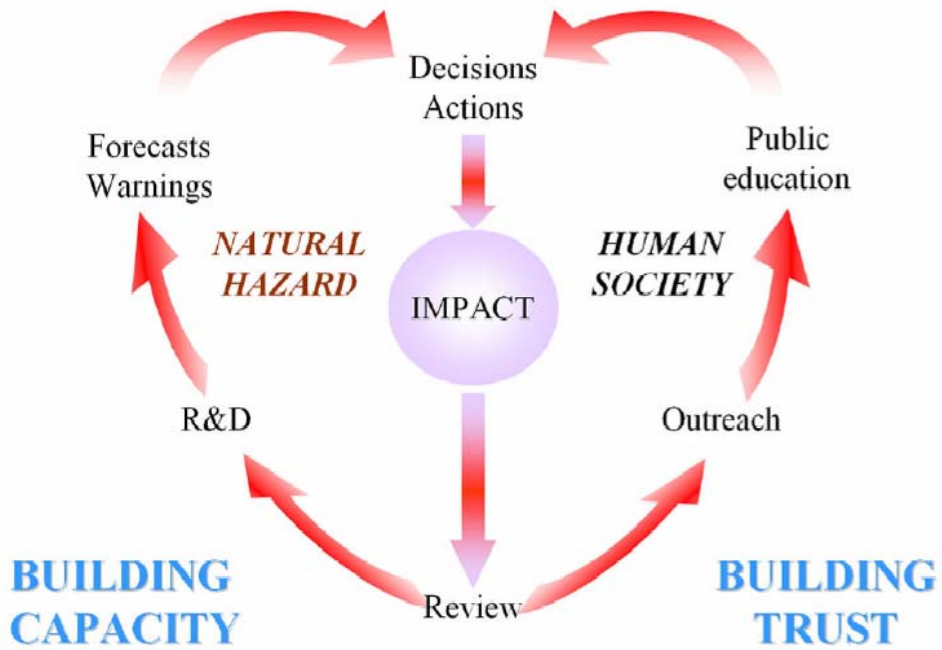 Decisions
Actions
Forecasts
Warnings
Public
education
NATURAL
HAZARD
HUMAN
SOCIETY
IMPACT
R&D
Outreach
BUILDING
CAPACITY
Review
BUILDING
TRUST